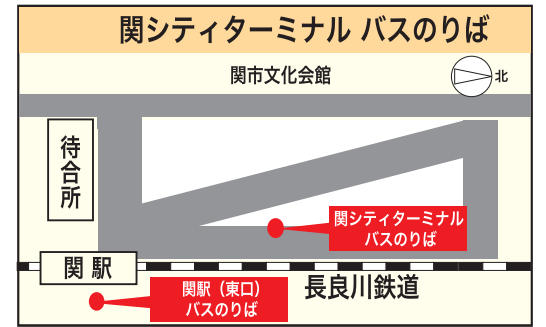 関シティターミナル バスのりば
関市文化会館
北
待合所
関シティターミナル
バスのりば
関駅
関駅（東口）
バスのりば
長良川鉄道